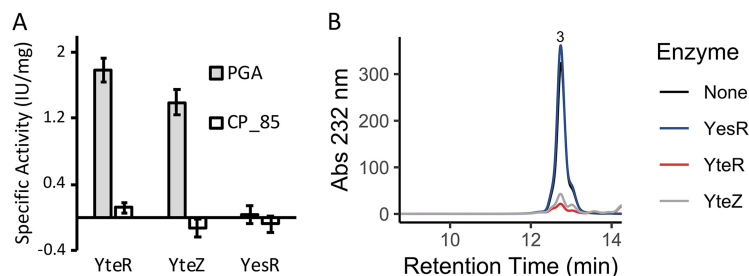 A
Specific Activity (IU/mg)
2
1.2
0.4
-0.4
YteR
YteZ
YesR
PGA
CP_85
B
Abs 232 nm
300
200
100
0
3
10
12
14
Retention Time (min)
Enzyme
None
YesR
YteR
YteZ